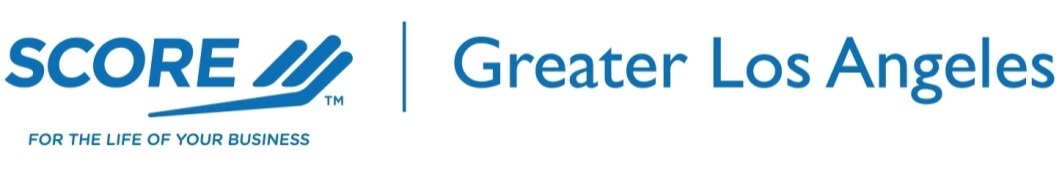 SCORE ™ | Greater Los Angeles
FOR THE LIFE OF YOUR BUSINESS